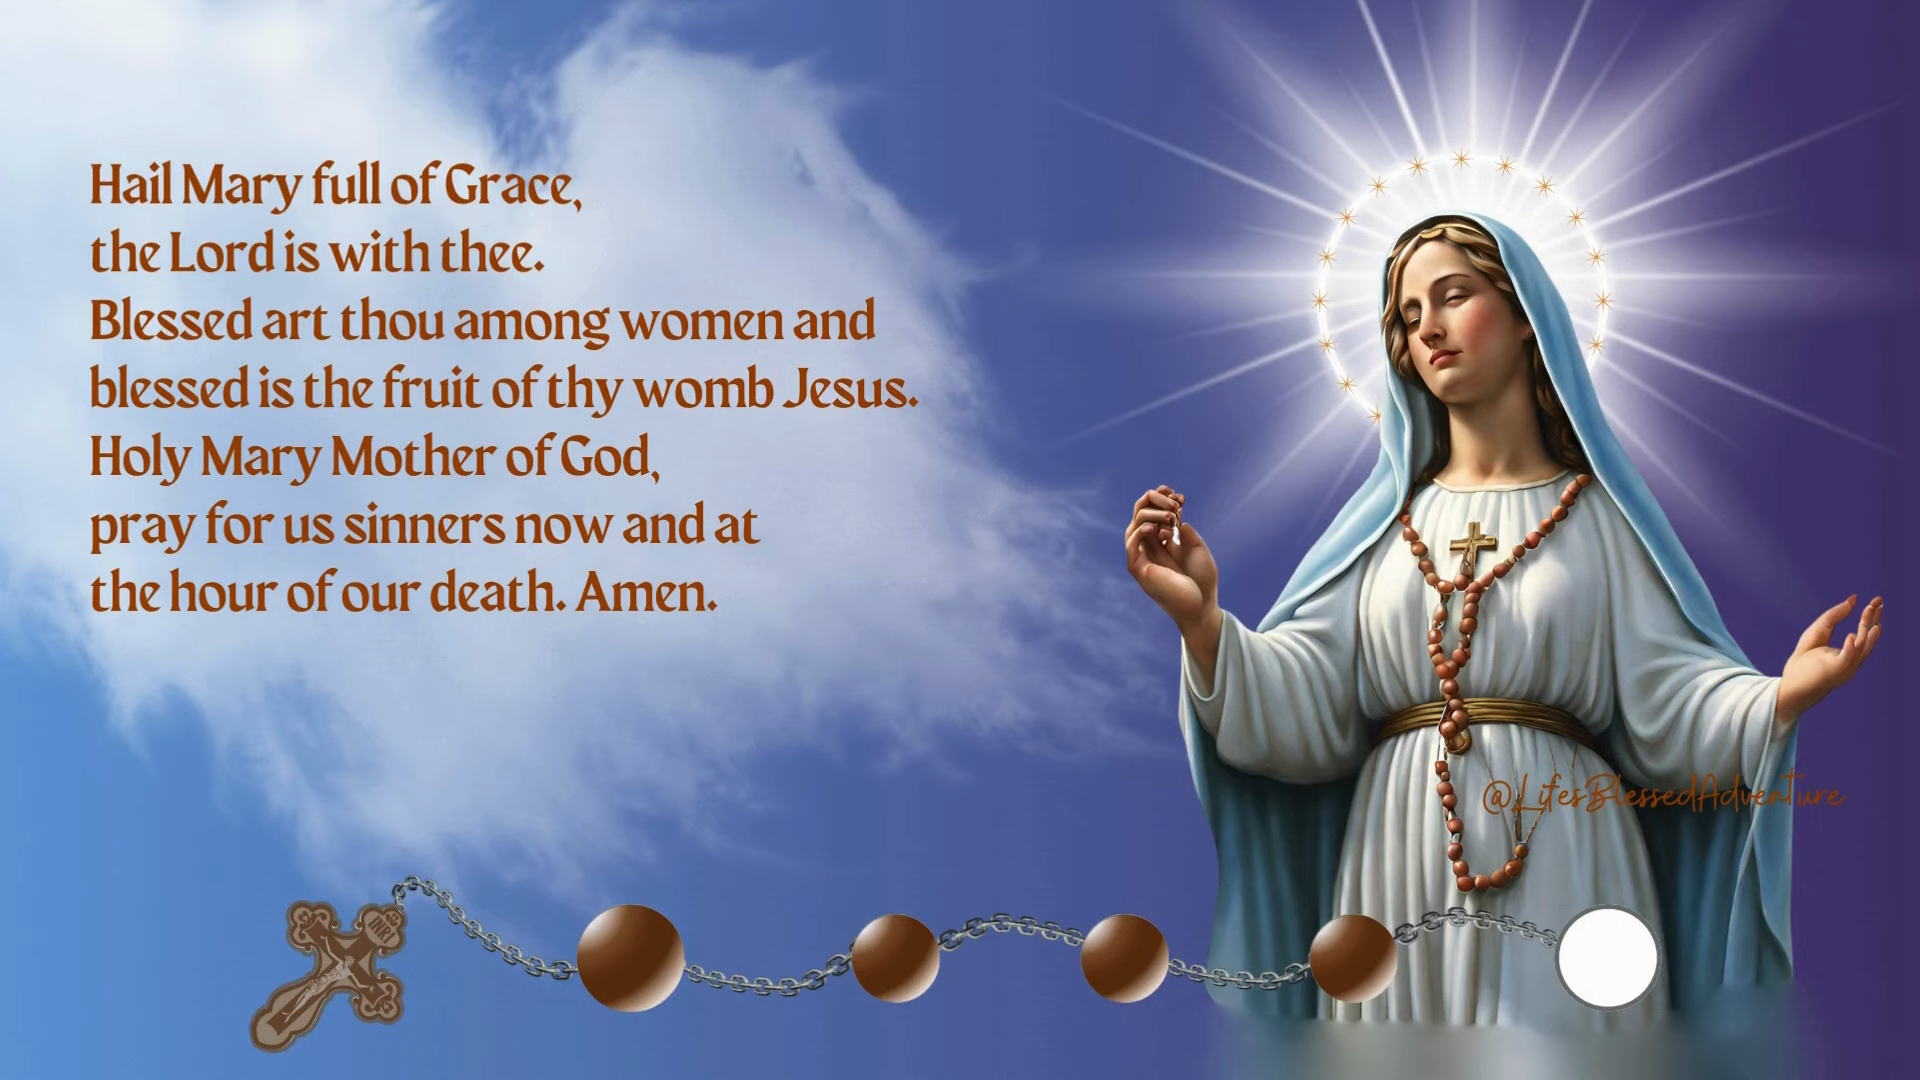 Hail Mary full of Grace,
the Lord is with thee.
Blessed art thou among women and
blessed is the fruit of thy womb Jesus.
Holy Mary Mother of God,
pray for us sinners now and at
the hour of our death. Amen.
@LifesBlessedAdventure
INRI